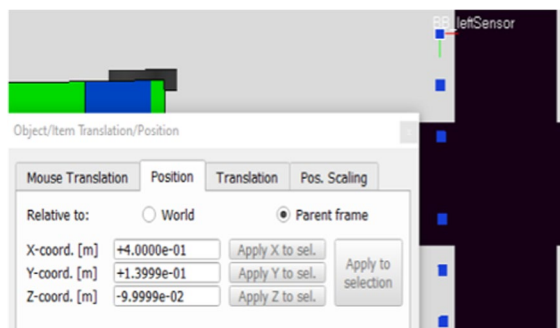 BB_leftSensor
Object/Item Translation/Position
Mouse Translation Position Translation Pos. Scaling
Relative to: World Parent frame
X-coord. [m] +4.0000e-01 Apply X to sel.
Y-coord. [m] +1.3999e-01 Apply Y to sel. Apply to
Z-coord. [m] -9.9999e-02 Apply Z to sel. selection